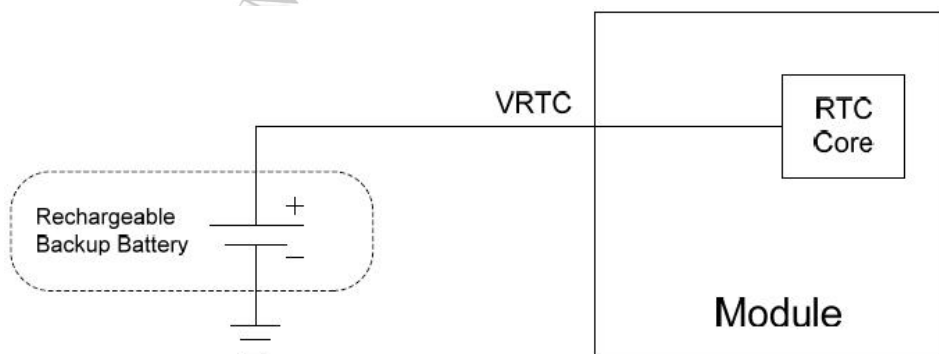 VRTC
RTC
Core
Rechargeable
Backup Battery
+
−
Module